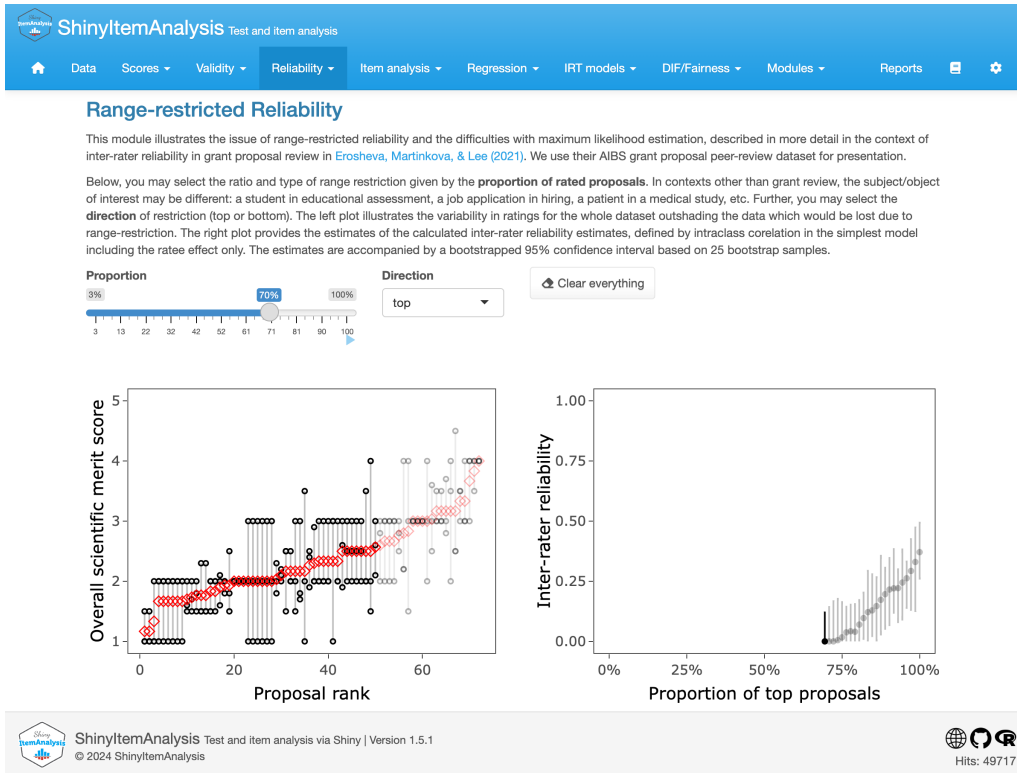 Shiny
ItemAnalysis
ShinyItemAnalysis Test and item analysis
Data Scores Validity Reliability Item analysis Regression IRT models DIF/Fairness Modules Reports
Range-restricted Reliability
This module illustrates the issue of range-restricted reliability and the difficulties with maximum likelihood estimation, described in more detail in the context of
inter-rater reliability in grant proposal review in Erosheva, Martinkova, & Lee (2021). We use their AIBS grant proposal peer-review dataset for presentation.
Below, you may select the ratio and type of range restriction given by the proportion of rated proposals. In contexts other than grant review, the subject/object
of interest may be different: a student in educational assessment, a job application in hiring, a patient in a medical study, etc. Further, you may select the
direction of restriction (top or bottom). The left plot illustrates the variability in ratings for the whole dataset outshading the data which would be lost due to
range-restriction. The right plot provides the estimates of the calculated inter-rater reliability estimates, defined by intraclass corelation in the simplest model
including the ratee effect only. The estimates are accompanied by a bootstrapped 95% confidence interval based on 25 bootstrap samples.
Proportion Direction
3% 70% 100%
top
Clear everything
3 13 22 32 42 52 61 71 81 90 100
Overall scientific merit score
5
4
3
2
1
0 20 40 60
Proposal rank
Inter-rater reliability
1.00
0.75
0.50
0.25
0.00
0% 25% 50% 75% 100%
Proportion of top proposals
Shiny
ItemAnalysis
ShinyItemAnalysis Test and item analysis via Shiny | Version 1.5.1
© 2024 ShinyItemAnalysis
R
Hits: 49717